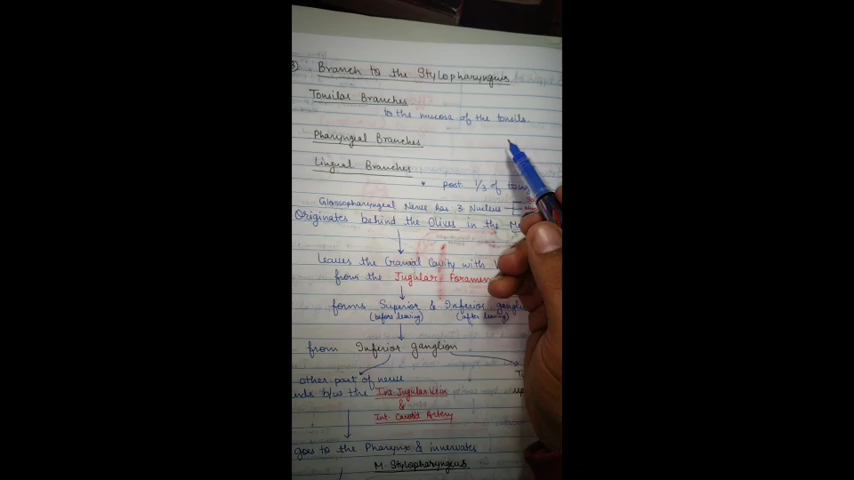 Branch to the Stylopharyngeus
Tonsilar Branches
to the mucosa of the tonsils.
Pharyngeal Branches
Lingual Branches
* post. 1/3 of
Glossopharyngeal Nerve has 3 Nucleus
Originates behind the Olives in the
Leaves the Cranial Cavity with
from the Jugular Foramen
forms Superior & Inferior
(before leaving) (after leaving)
from Inferior ganglion
other part of nerve
b/w the Int. Jugular Vein
&
Int. Carotid Artery
goes to the Pharynx & innervates
M. Stylopharyngeus